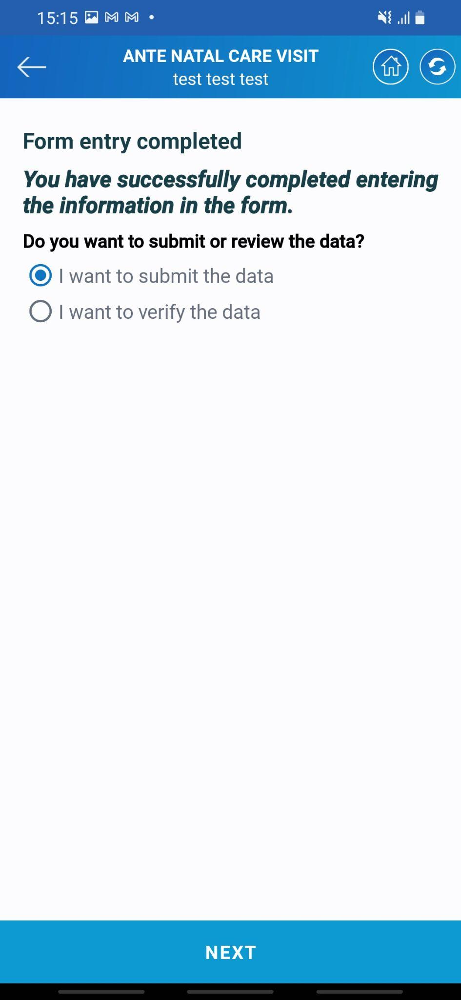 15:15
ANTE NATAL CARE VISIT
test test test
Form entry completed
You have successfully completed entering
the information in the form.
Do you want to submit or review the data?
I want to submit the data
I want to verify the data
NEXT